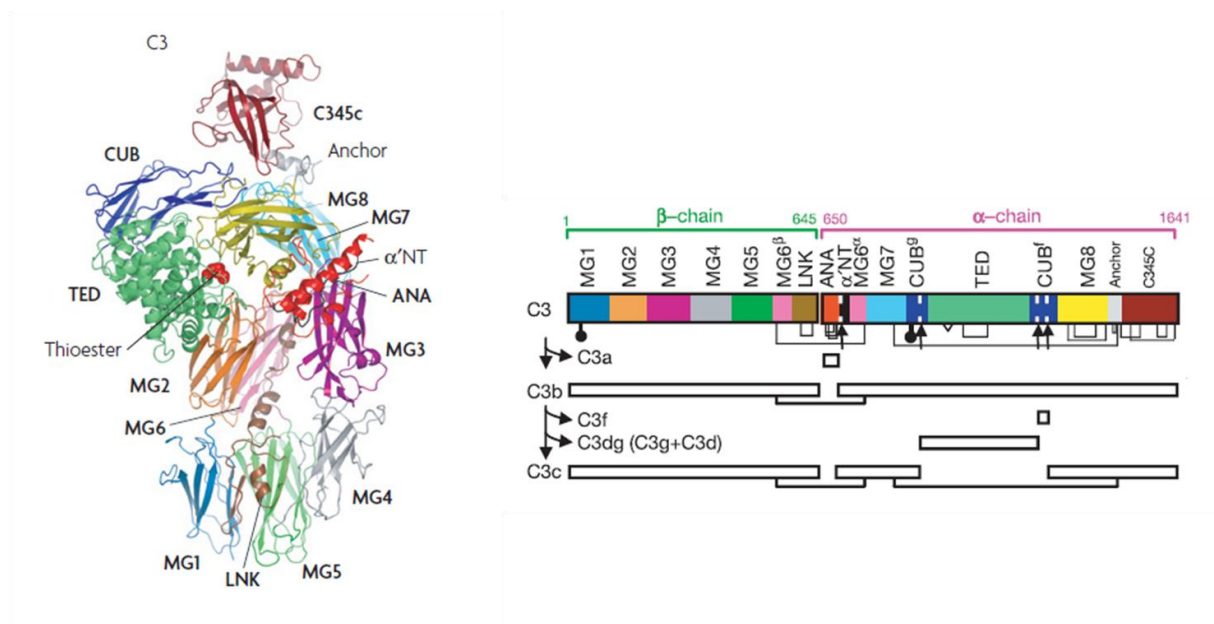 C3
C345c
Anchor
CUB
MG8
MG7
α′NT
TED
ANA
Thioester
MG3
MG2
MG6
MG4
MG1
LNK
MG5
1 β–chain 645 650 α–chain 1641
MG1 MG2 MG3 MG4 MG5 MG6β LNK ANA α′NT MG6α MG7 CUBg TED CUBf MG8 Anchor C345C
C3
C3a
C3b
C3f
C3dg (C3g+C3d)
C3c